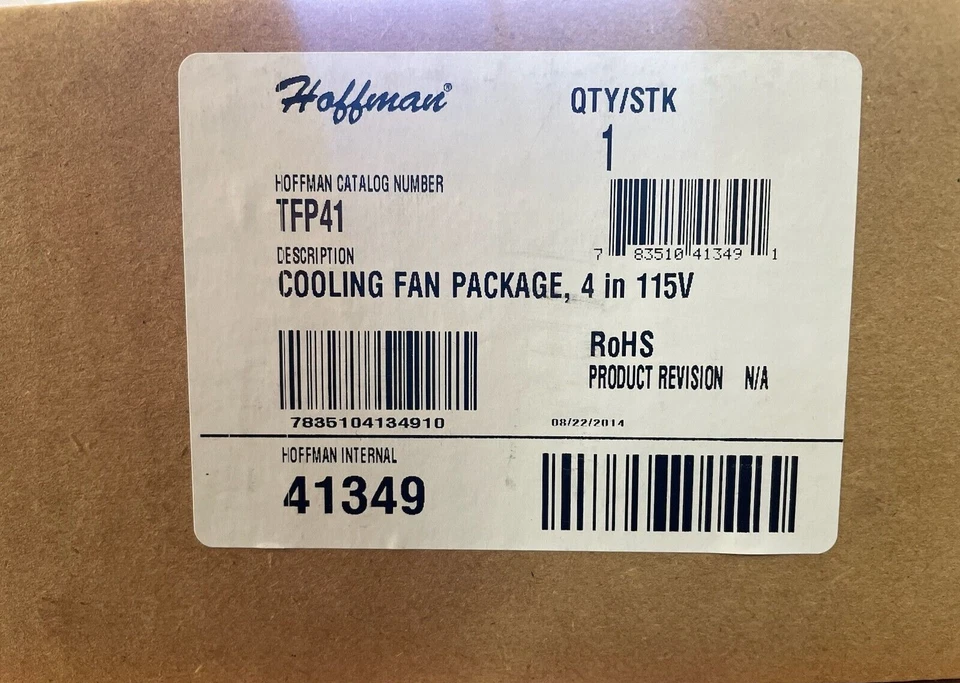 Hoffman®
QTY/STK
1
HOFFMAN CATALOG NUMBER
TFP41
7 83510 41349 1
DESCRIPTION
COOLING FAN PACKAGE, 4 in 115V
RoHS
PRODUCT REVISION N/A
7835104134910
08/22/2014
HOFFMAN INTERNAL
41349